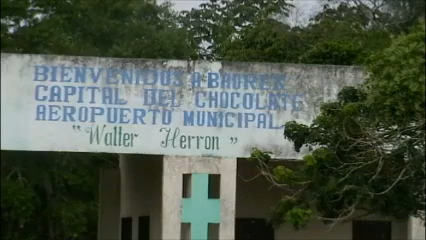 BIENVENIDOS A BAURES
CAPITAL DEL CHOCOLATE
AEROPUERTO MUNICIPAL
"Walter Herron"